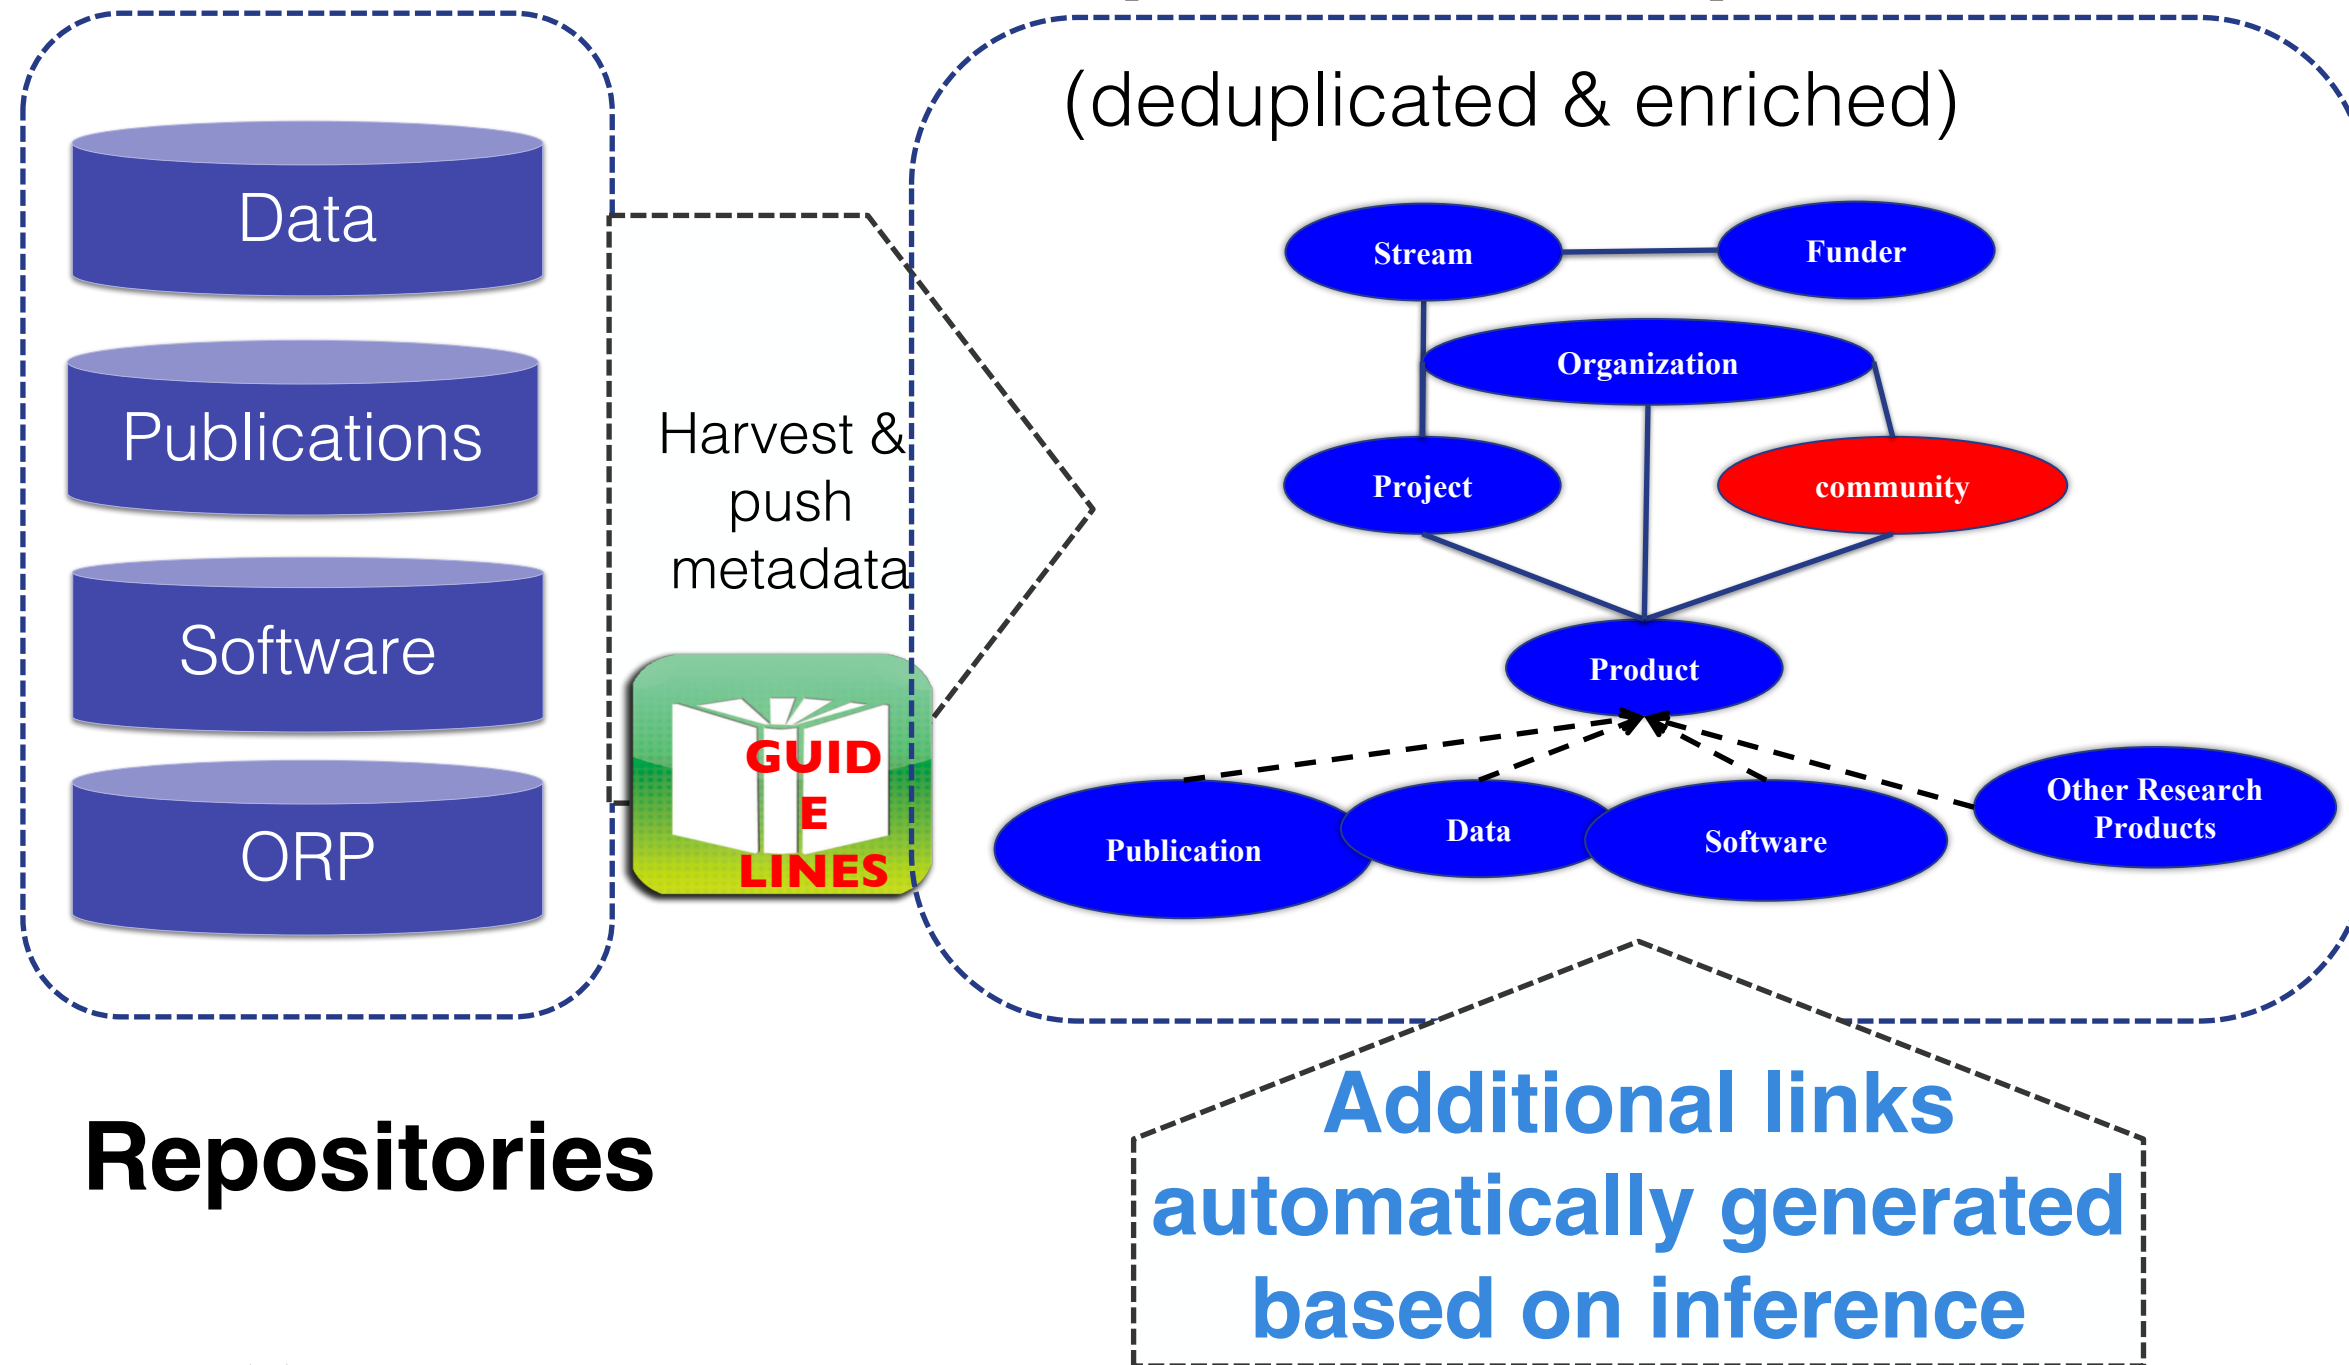 (deduplicated & enriched)
Data
Publications
Software
ORP
Harvest &
push
metadata
GUID
E
LINES
Stream
Funder
Organization
Project
community
Product
Publication
Data
Software
Other Research
Products
Repositories
Additional links
automatically generated
based on inference